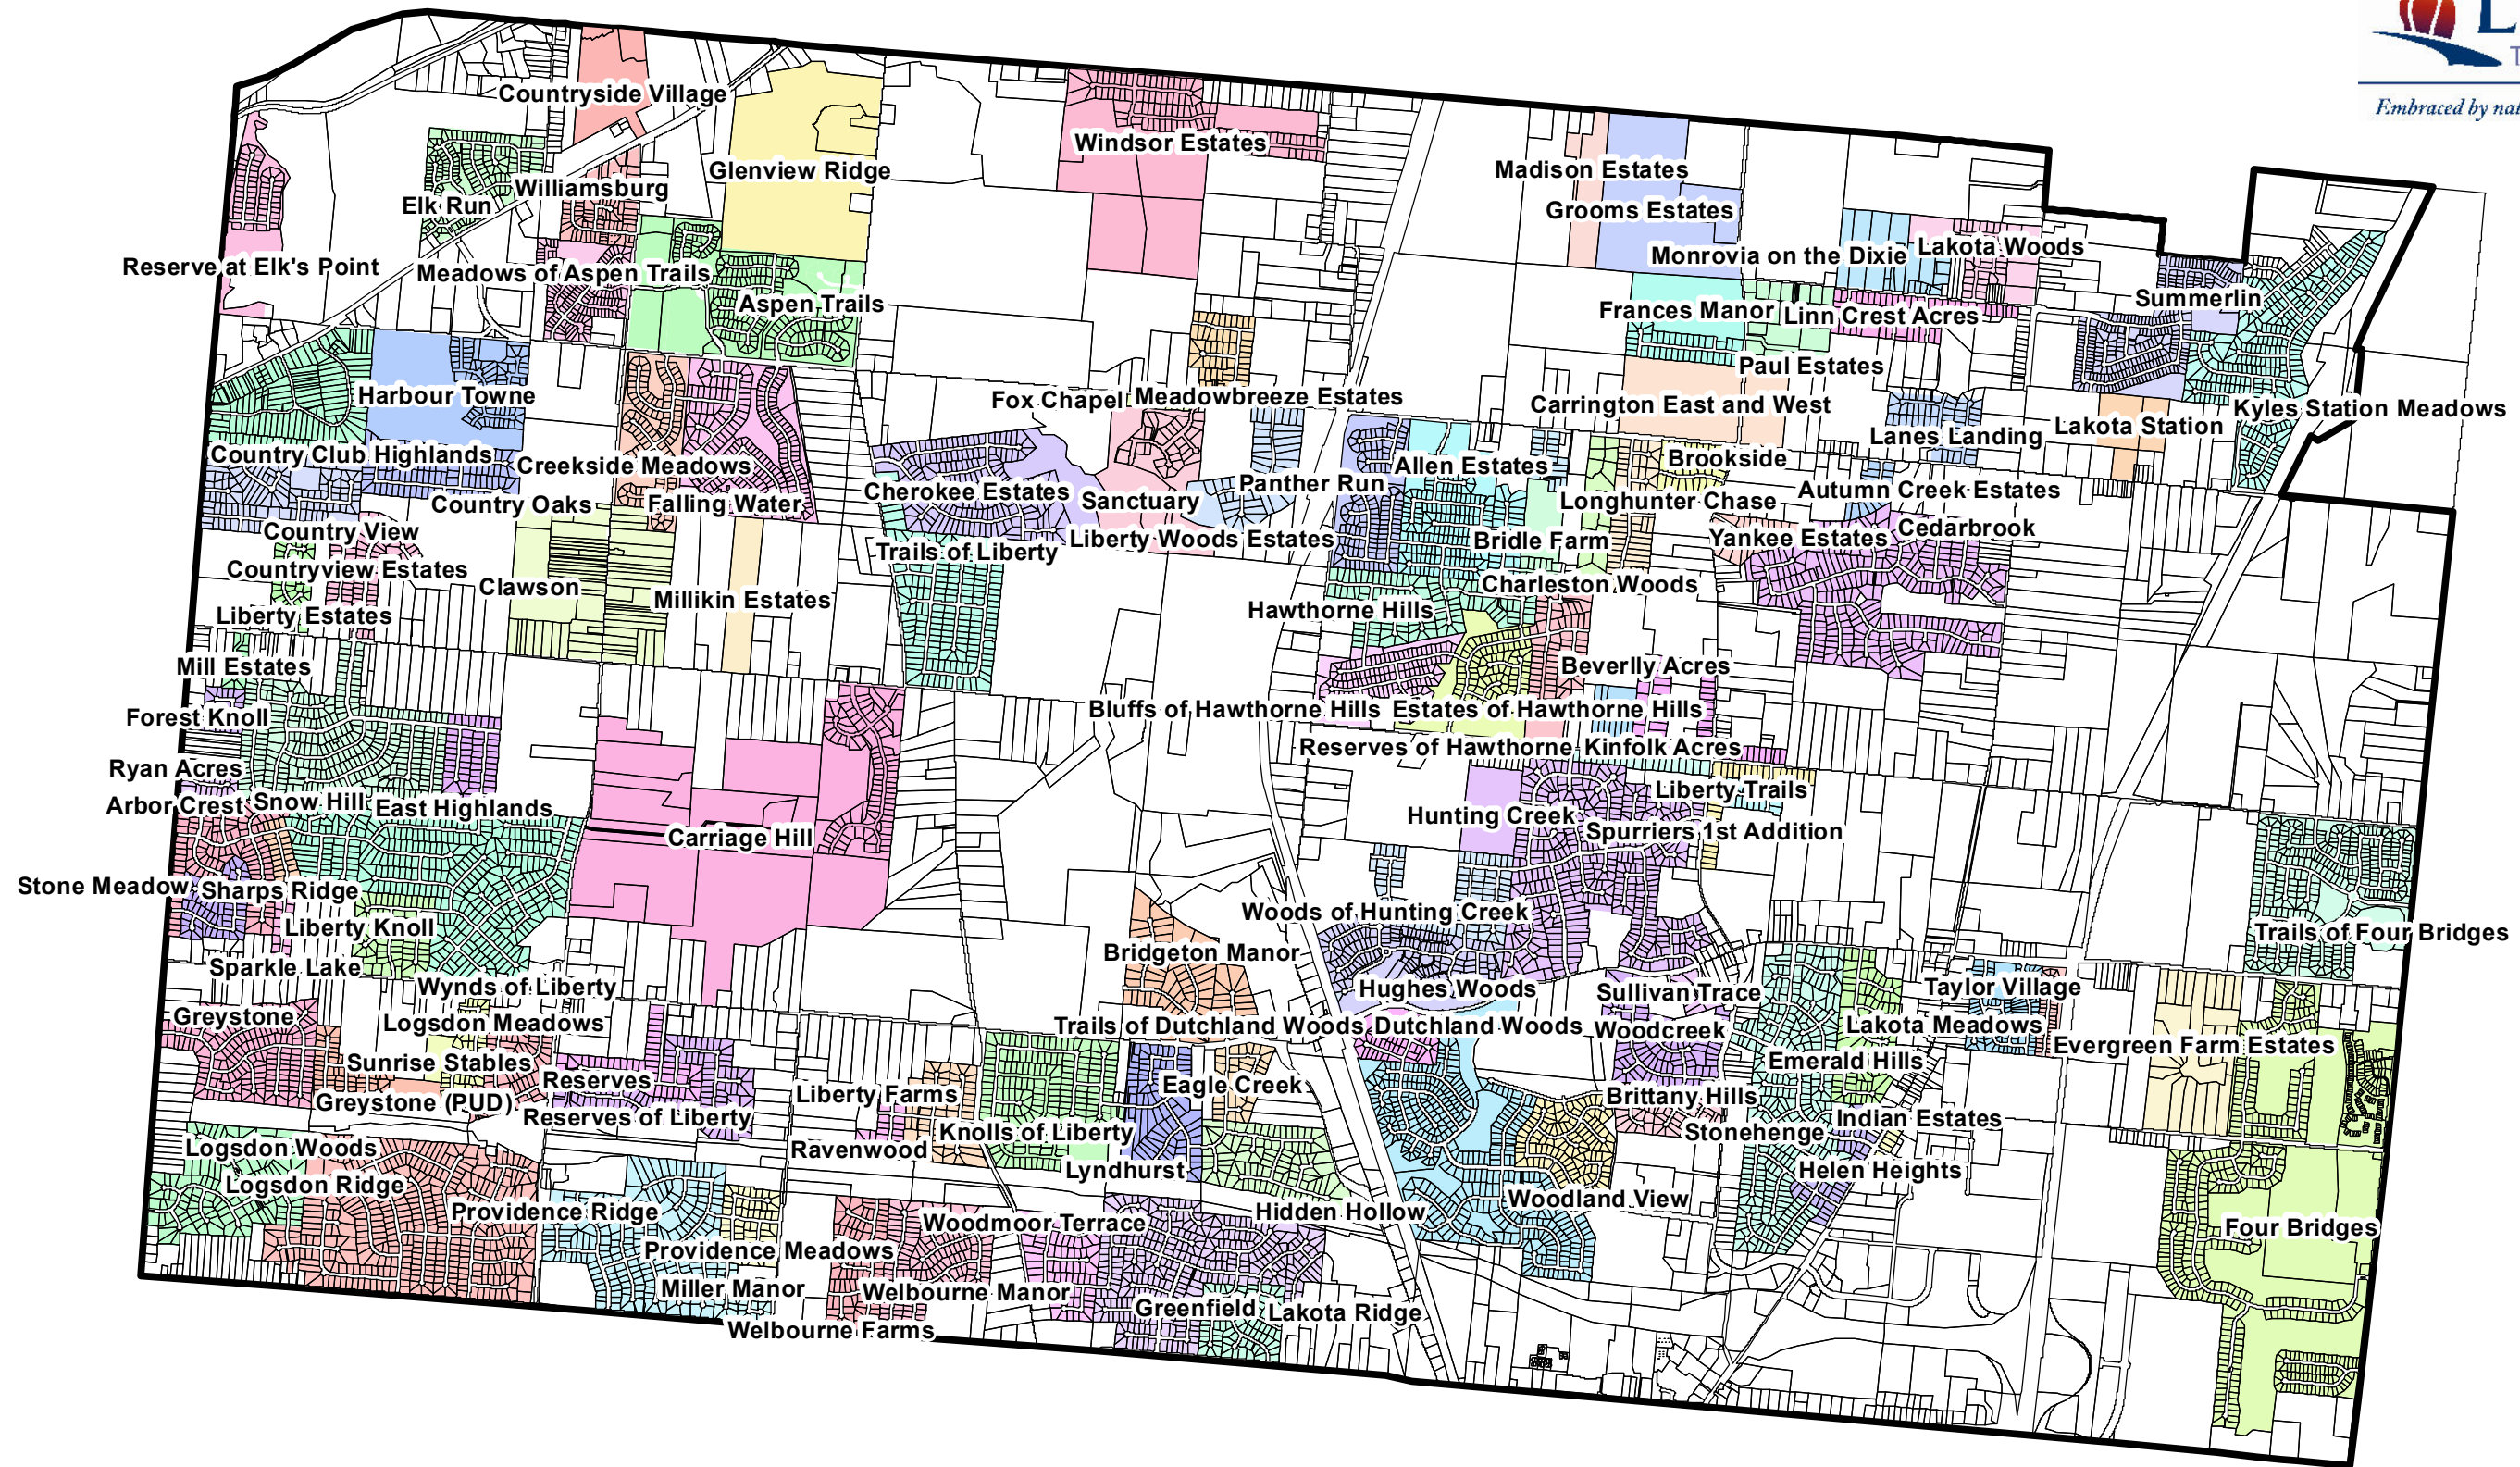 L
T
Embraced by nat
Countryside Village
Windsor Estates
Glenview Ridge
Madison Estates
Williamsburg
Elk Run
Grooms Estates
Monrovia on the Dixie
Lakota Woods
Reserve at Elk's Point
Meadows of Aspen Trails
Aspen Trails
Summerlin
Frances Manor
Linn Crest Acres
Paul Estates
Harbour Towne
Fox Chapel
Meadowbreeze Estates
Carrington East and West
Kyles Station Meadows
Lakota Station
Lanes Landing
Country Club Highlands
Creekside Meadows
Allen Estates
Brookside
Cherokee Estates
Panther Run
Autumn Creek Estates
Country Oaks
Falling Water
Sanctuary
Longhunter Chase
Country View
Cedarbrook
Liberty Woods Estates
Bridle Farm
Yankee Estates
Trails of Liberty
Countryview Estates
Clawson
Millikin Estates
Charleston Woods
Hawthorne Hills
Liberty Estates
Mill Estates
Beverlly Acres
Forest Knoll
Bluffs of Hawthorne Hills
Estates of Hawthorne Hills
Reserves of Hawthorne
Kinfolk Acres
Ryan Acres
Liberty Trails
Arbor Crest
Snow Hill
East Highlands
Hunting Creek
Spurriers 1st Addition
Carriage Hill
Stone Meadow
Sharps Ridge
Woods of Hunting Creek
Liberty Knoll
Trails of Four Bridges
Bridgeton Manor
Sparkle Lake
Wynds of Liberty
Hughes Woods
Sullivan Trace
Taylor Village
Greystone
Logsdon Meadows
Trails of Dutchland Woods
Dutchland Woods
Woodcreek
Lakota Meadows
Evergreen Farm Estates
Sunrise Stables
Emerald Hills
Reserves
Liberty Farms
Eagle Creek
Brittany Hills
Greystone (PUD)
Reserves of Liberty
Indian Estates
Knolls of Liberty
Stonehenge
Logsdon Woods
Ravenwood
Lyndhurst
Helen Heights
Logsdon Ridge
Woodland View
Providence Ridge
Woodmoor Terrace
Hidden Hollow
Four Bridges
Providence Meadows
Miller Manor
Welbourne Manor
Greenfield
Lakota Ridge
Welbourne Farms